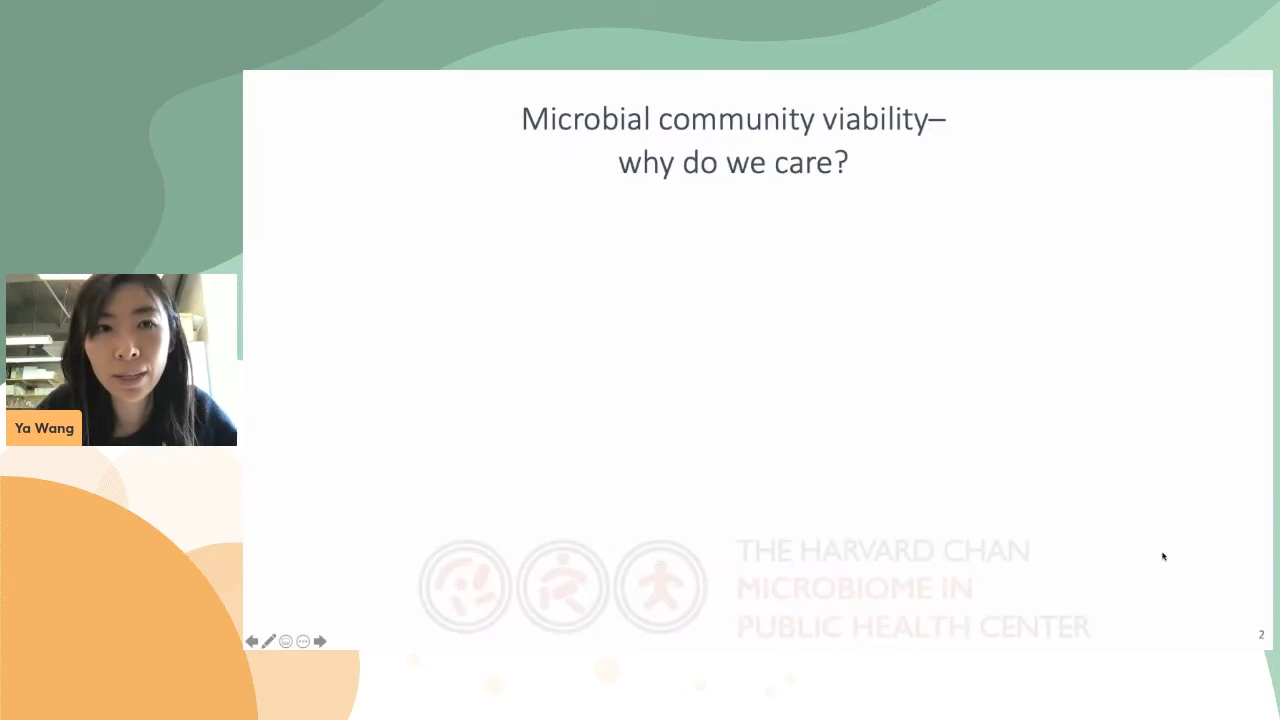 Microbial community viability–
why do we care?
Ya Wang
THE HARVARD CHAN
MICROBIOME IN
PUBLIC HEALTH CENTER
2